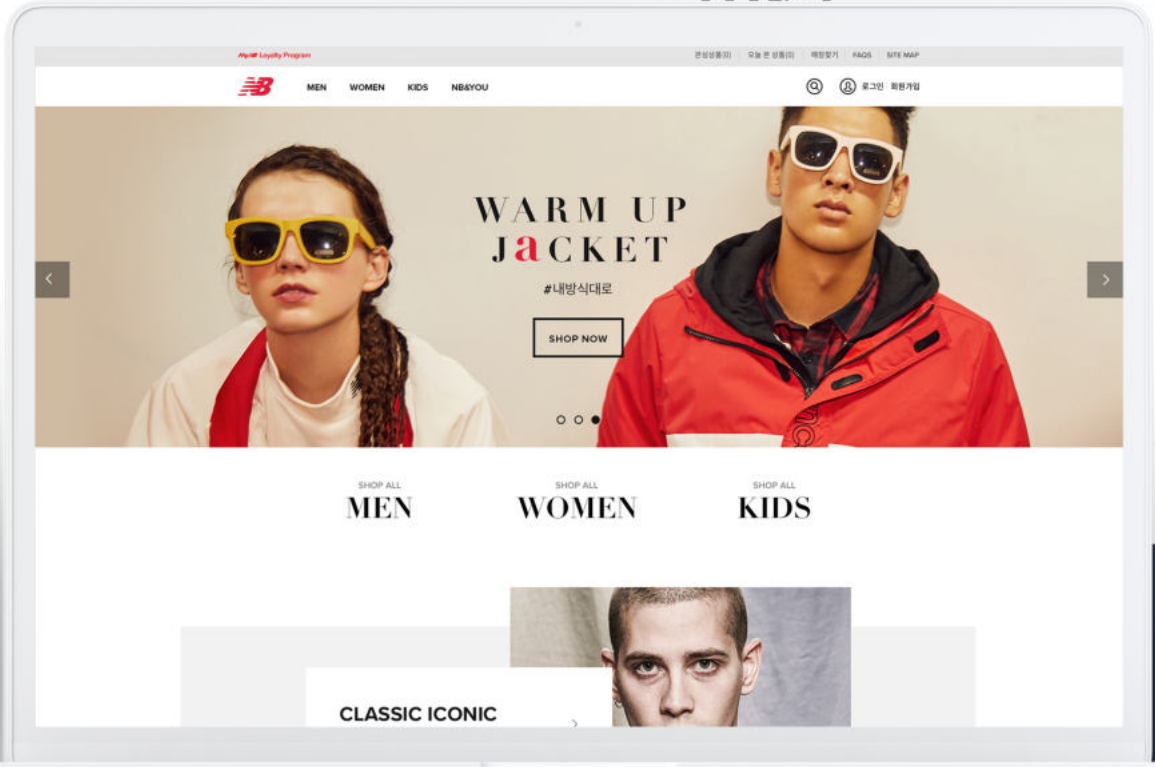 MyNB Loyalty Program
관심상품(0) 오늘 본 상품(0) 매장찾기 FAQS SITE MAP
NB MEN WOMEN KIDS NB&YOU 로그인 회원가입
WARM UP
JaCKET
#내방식대로
SHOP NOW
SHOP ALL SHOP ALL SHOP ALL
MEN WOMEN KIDS
CLASSIC ICONIC